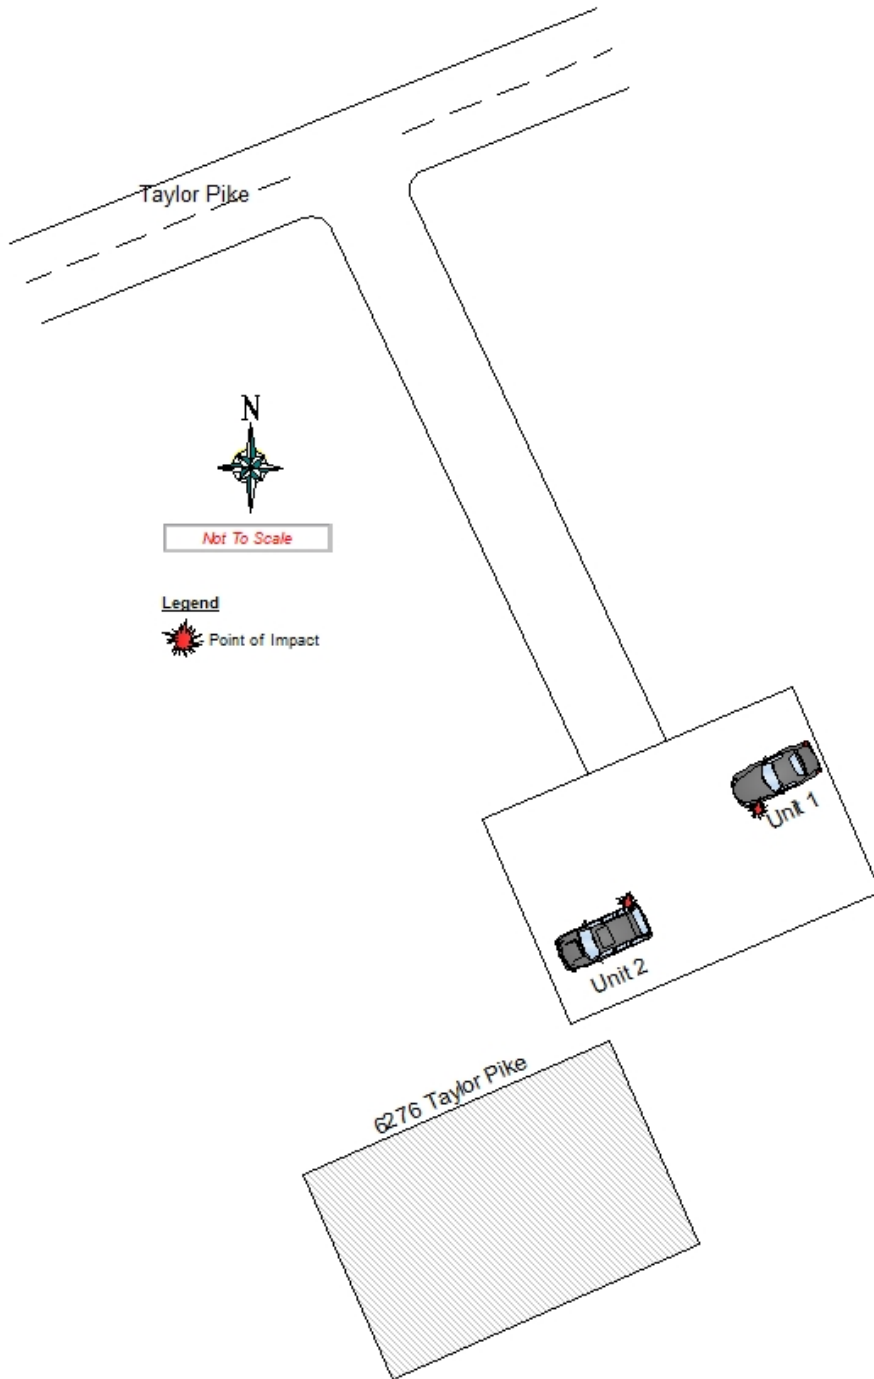 Taylor Pike
N
Not To Scale
Legend
Point of Impact
Unit 1
Unit 2
6276 Taylor Pike